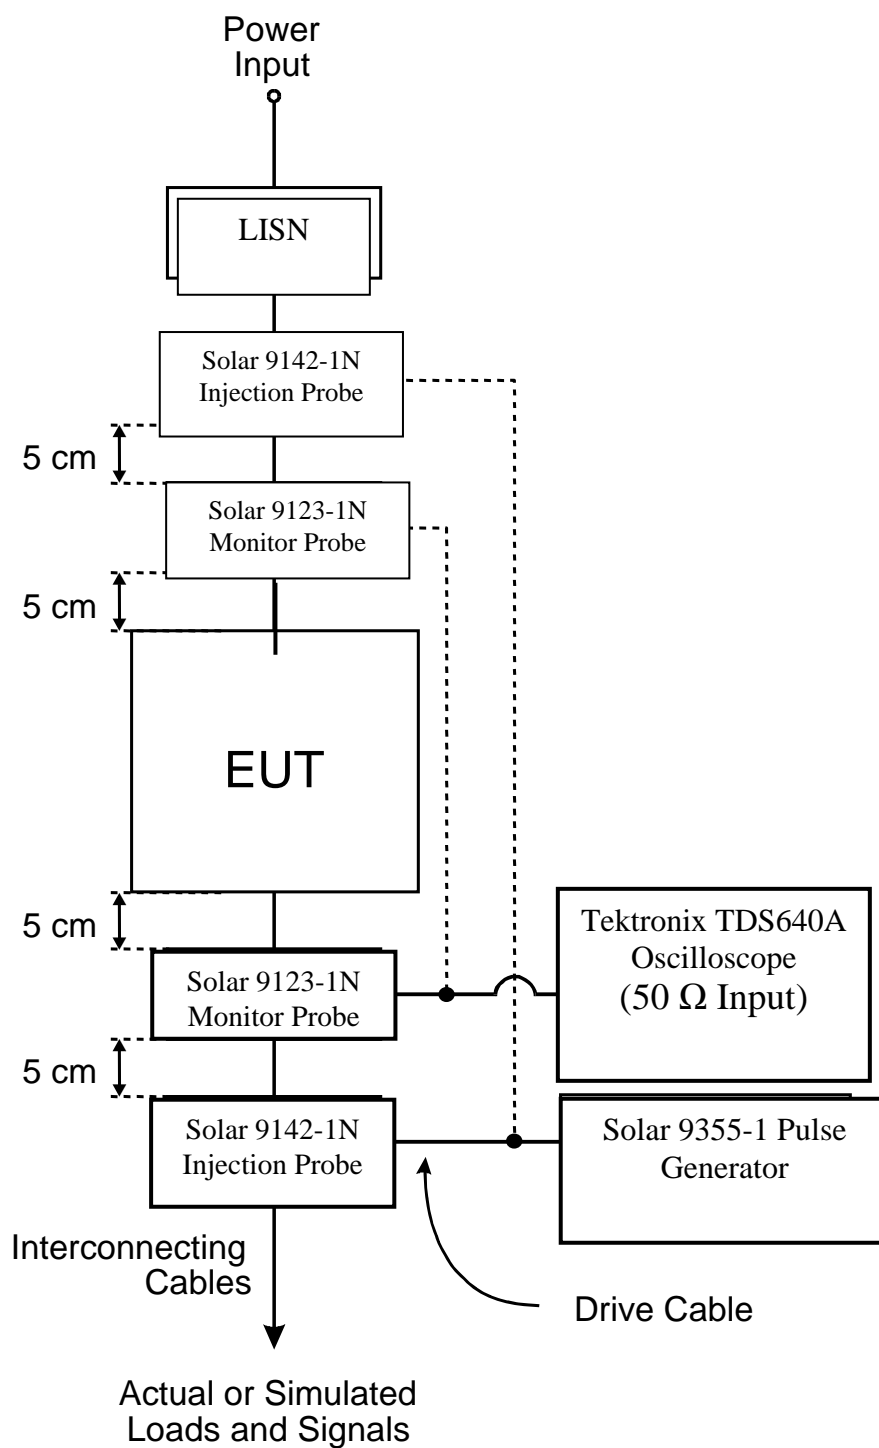 Power
Input
LISN
Solar 9142-1N
Injection Probe
5 cm
Solar 9123-1N
Monitor Probe
5 cm
EUT
5 cm
Tektronix TDS640A
Oscilloscope
(50 Ω Input)
Solar 9123-1N
Monitor Probe
5 cm
Solar 9142-1N
Injection Probe
Solar 9355-1 Pulse
Generator
Interconnecting
Cables
Drive Cable
Actual or Simulated
Loads and Signals